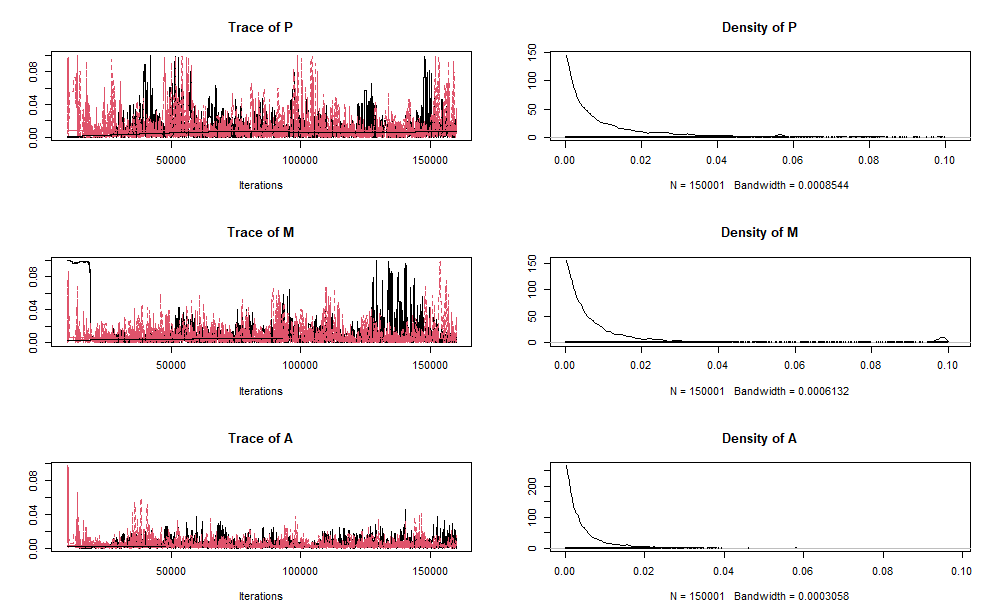 Trace of P
0.00 0.04 0.08
50000 100000 150000
Iterations
Density of P
0 50 100 150
0.00 0.02 0.04 0.06 0.08 0.10
N = 150001 Bandwidth = 0.0008544
Trace of M
0.00 0.04 0.08
50000 100000 150000
Iterations
Density of M
0 50 100 150
0.00 0.02 0.04 0.06 0.08 0.10
N = 150001 Bandwidth = 0.0006132
Trace of A
0.00 0.04 0.08
50000 100000 150000
Iterations
Density of A
0 100 200
0.00 0.02 0.04 0.06 0.08 0.10
N = 150001 Bandwidth = 0.0003058